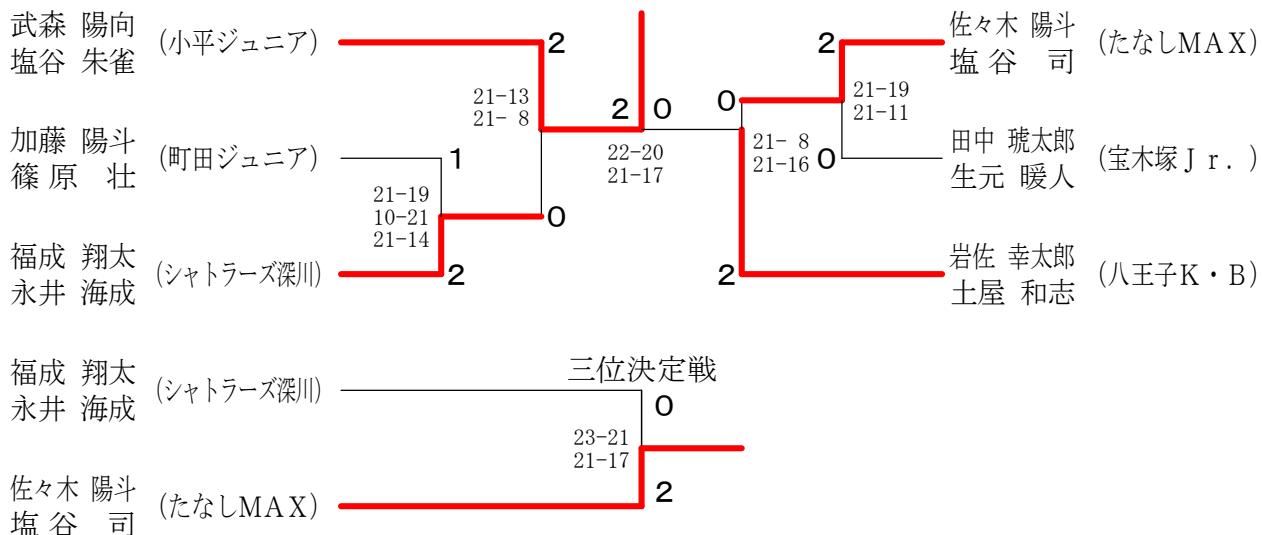 武森 陽向
塩谷 朱雀
(小平ジュニア)
2
21-13
21- 8
加藤 陽斗
篠原 壮
(町田ジュニア)
1
21-19
10-21
21-14
0
福成 翔太
永井 海成
(シャトラーズ深川)
2
2 0
22-20
21-17
佐々木 陽斗
塩谷 司
(たなしMAX)
2
21-19
21-11
0
21- 8
21-16
田中 琥太郎
生元 暖人
(宝木塚Jr.)
0
岩佐 幸太郎
土屋 和志
(八王子K・B)
2
三位決定戦
福成 翔太
永井 海成
(シャトラーズ深川)
0
23-21
21-17
佐々木 陽斗
塩谷 司
(たなしMAX)
2